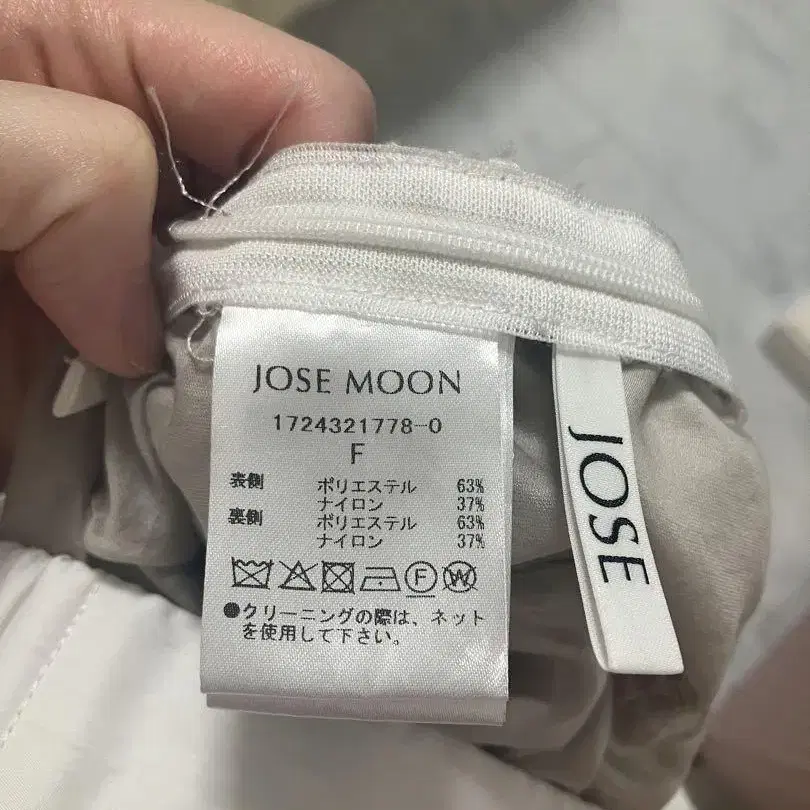 JOSE MOON
1724321778-0
F
表側 ポリエステル 63%
ナイロン 37%
裏側 ポリエステル 63%
ナイロン 37%
F W
●クリーニングの際は、ネット
を使用して下さい。
JOSE